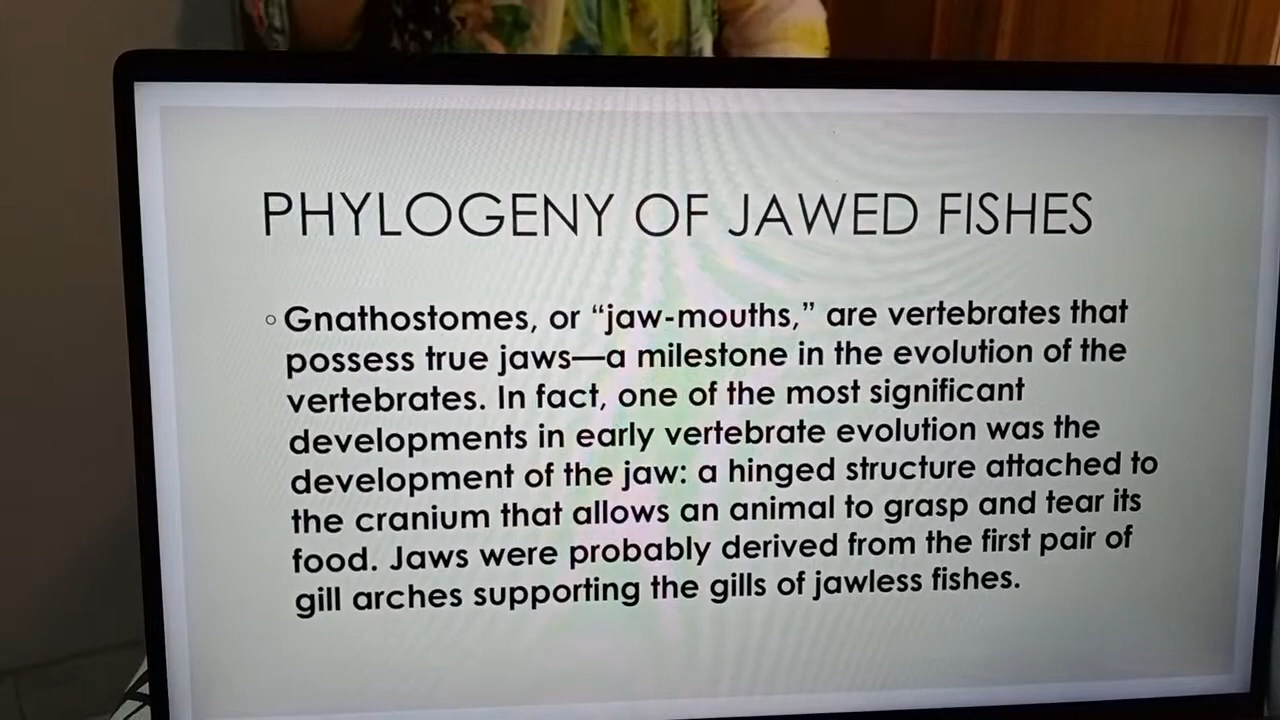 PHYLOGENY OF JAWED FISHES
◦ Gnathostomes, or “jaw-mouths,” are vertebrates that
possess true jaws—a milestone in the evolution of the
vertebrates. In fact, one of the most significant
developments in early vertebrate evolution was the
development of the jaw: a hinged structure attached to
the cranium that allows an animal to grasp and tear its
food. Jaws were probably derived from the first pair of
gill arches supporting the gills of jawless fishes.